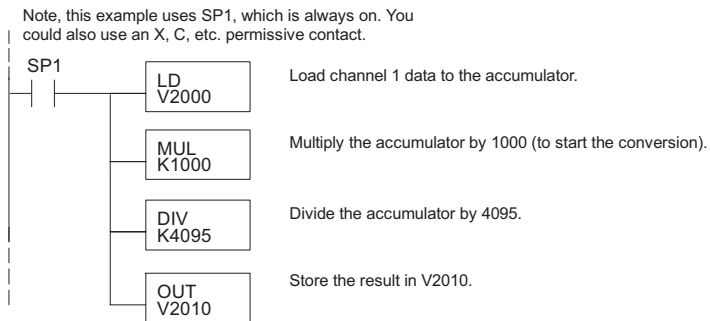 Note, this example uses SP1, which is always on. You
could also use an X, C, etc. permissive contact.
SP1
LD
V2000
Load channel 1 data to the accumulator.
MUL
K1000
Multiply the accumulator by 1000 (to start the conversion).
DIV
K4095
Divide the accumulator by 4095.
OUT
V2010
Store the result in V2010.